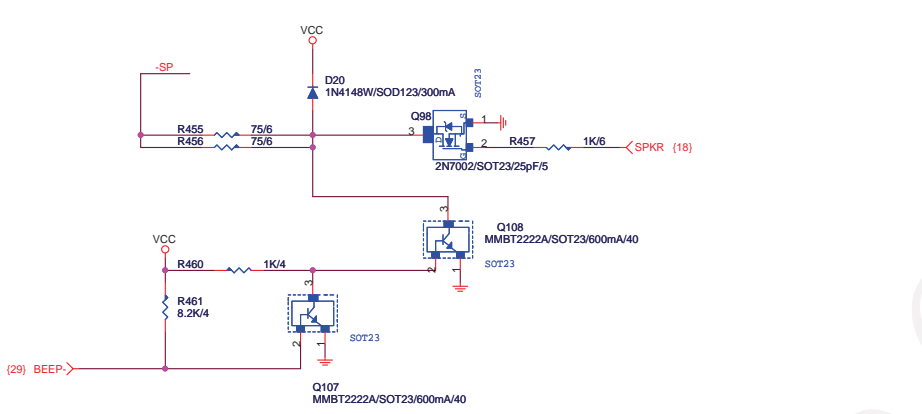 VCC
-SP
D20
1N4148W/SOD123/300mA
SOT23
Q98
S
1
R455 75/6
3
D
R456 75/6
G
2
R457 1K/6
SPKR {18}
2N7002/SOT23/25pF/5
3
Q108
MMBT2222A/SOT23/600mA/40
VCC
SOT23
R460 1K/4
2
1
3
R461
8.2K/4
SOT23
2
1
{29} BEEP-
Q107
MMBT2222A/SOT23/600mA/40